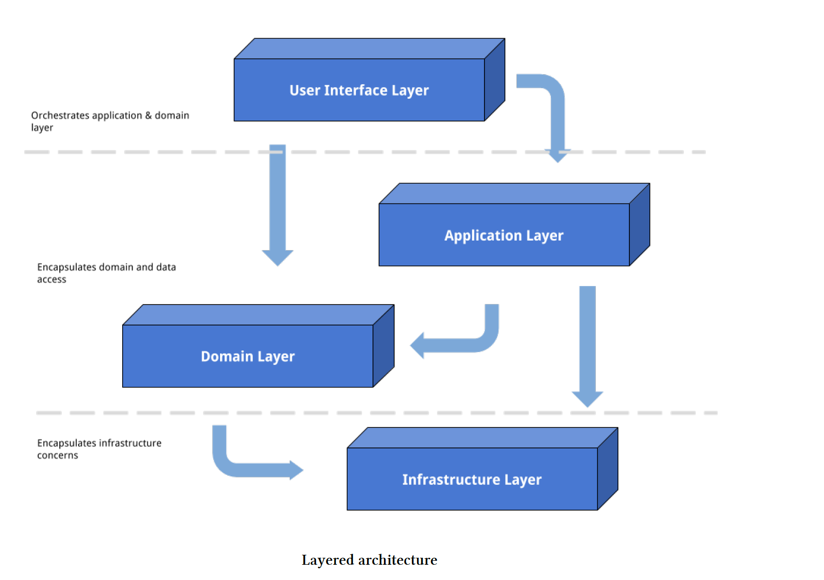 User Interface Layer
Orchestrates application & domain
layer
Application Layer
Encapsulates domain and data
access
Domain Layer
Encapsulates infrastructure
concerns
Infrastructure Layer
Layered architecture